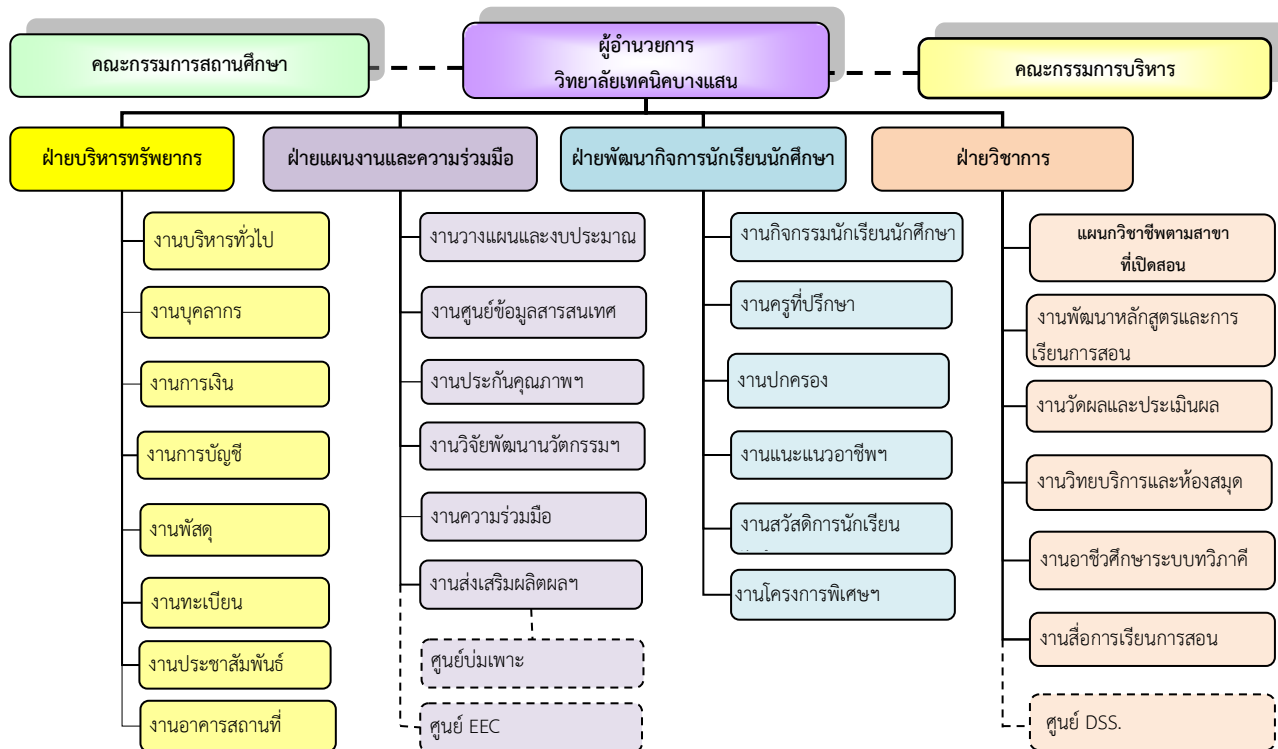 คณะกรรมการสถานศึกษา
ผู้อำนวยการ
วิทยาลัยเทคนิคบางแสน
คณะกรรมการบริหาร
ฝ่ายบริหารทรัพยากร
ฝ่ายแผนงานและความร่วมมือ
ฝ่ายพัฒนากิจการนักเรียนนักศึกษา
ฝ่ายวิชาการ
งานบริหารทั่วไป
งานบุคลากร
งานการเงิน
งานการบัญชี
งานพัสดุ
งานทะเบียน
งานประชาสัมพันธ์
งานอาคารสถานที่
งานวางแผนและงบประมาณ
งานศูนย์ข้อมูลสารสนเทศ
งานประกันคุณภาพฯ
งานวิจัยพัฒนานวัตกรรมฯ
งานความร่วมมือ
งานส่งเสริมผลิตผลฯ
ศูนย์บ่มเพาะ
ศูนย์ EEC
งานกิจกรรมนักเรียนนักศึกษา
งานครูที่ปรึกษา
งานปกครอง
งานแนะแนวอาชีพฯ
งานสวัสดิการนักเรียน
งานโครงการพิเศษฯ
แผนกวิชาชีพตามสาขา
ที่เปิดสอน
งานพัฒนาหลักสูตรและการ
เรียนการสอน
งานวัดผลและประเมินผล
งานวิทยบริการและห้องสมุด
งานอาชีวศึกษาระบบทวิภาคี
งานสื่อการเรียนการสอน
ศูนย์ DSS.